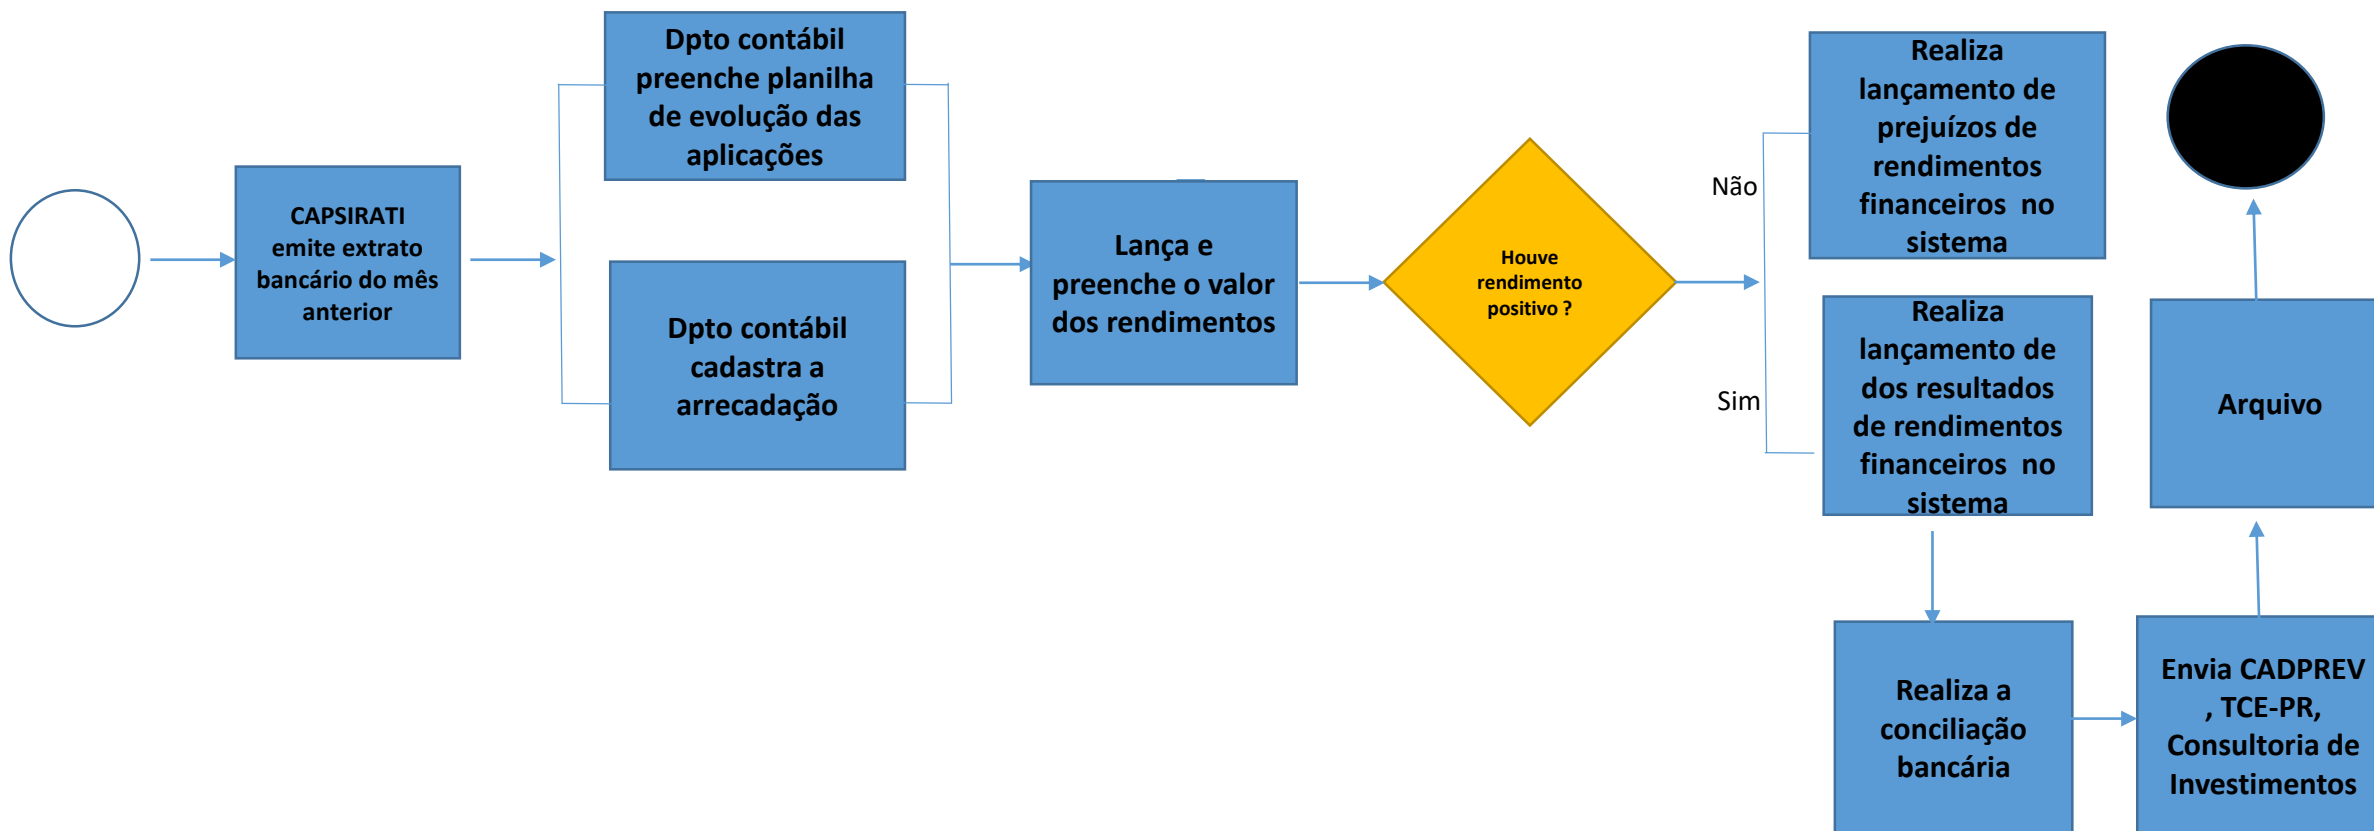 CAPSIRATI
emite extrato
bancário do mês
anterior
Dpto contábil
preenche planilha
de evolução das
aplicações
Dpto contábil
cadastra a
arrecadação
Lança e
preenche o valor
dos rendimentos
Houve
rendimento
positivo ?
Não
Sim
Realiza
lançamento de
prejuízos de
rendimentos
financeiros no
sistema
Realiza
lançamento de
dos resultados
de rendimentos
financeiros no
sistema
Realiza a
conciliação
bancária
Envia CADPREV
, TCE-PR,
Consultoria de
Investimentos
Arquivo